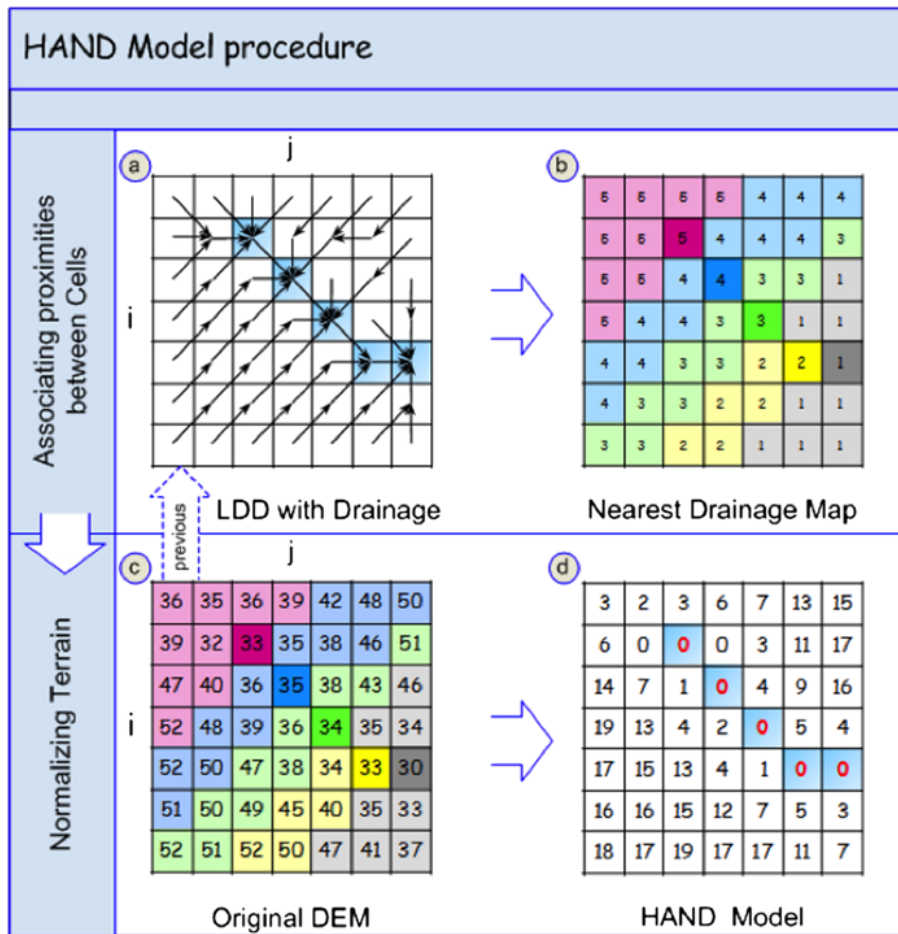 HAND Model procedure
Associating proximities
between Cells
a
j
i
LDD with Drainage
b
5 5 5 5 4 4 4
5 5 5 4 4 4 3
5 5 4 4 3 3 1
5 4 4 3 3 1 1
4 4 3 3 2 2 1
4 3 3 2 2 1 1
3 3 2 2 1 1 1
Nearest Drainage Map
previous
Normalizing Terrain
c
j
i
36 35 36 39 42 48 50
39 32 33 35 38 46 51
47 40 36 35 38 43 46
52 48 39 36 34 35 34
52 50 47 38 34 33 30
51 50 49 45 40 35 33
52 51 52 50 47 41 37
Original DEM
d
3 2 3 6 7 13 15
6 0 0 0 3 11 17
14 7 1 0 4 9 16
19 13 4 2 0 5 4
17 15 13 4 1 0 0
16 16 15 12 7 5 3
18 17 19 17 17 11 7
HAND Model